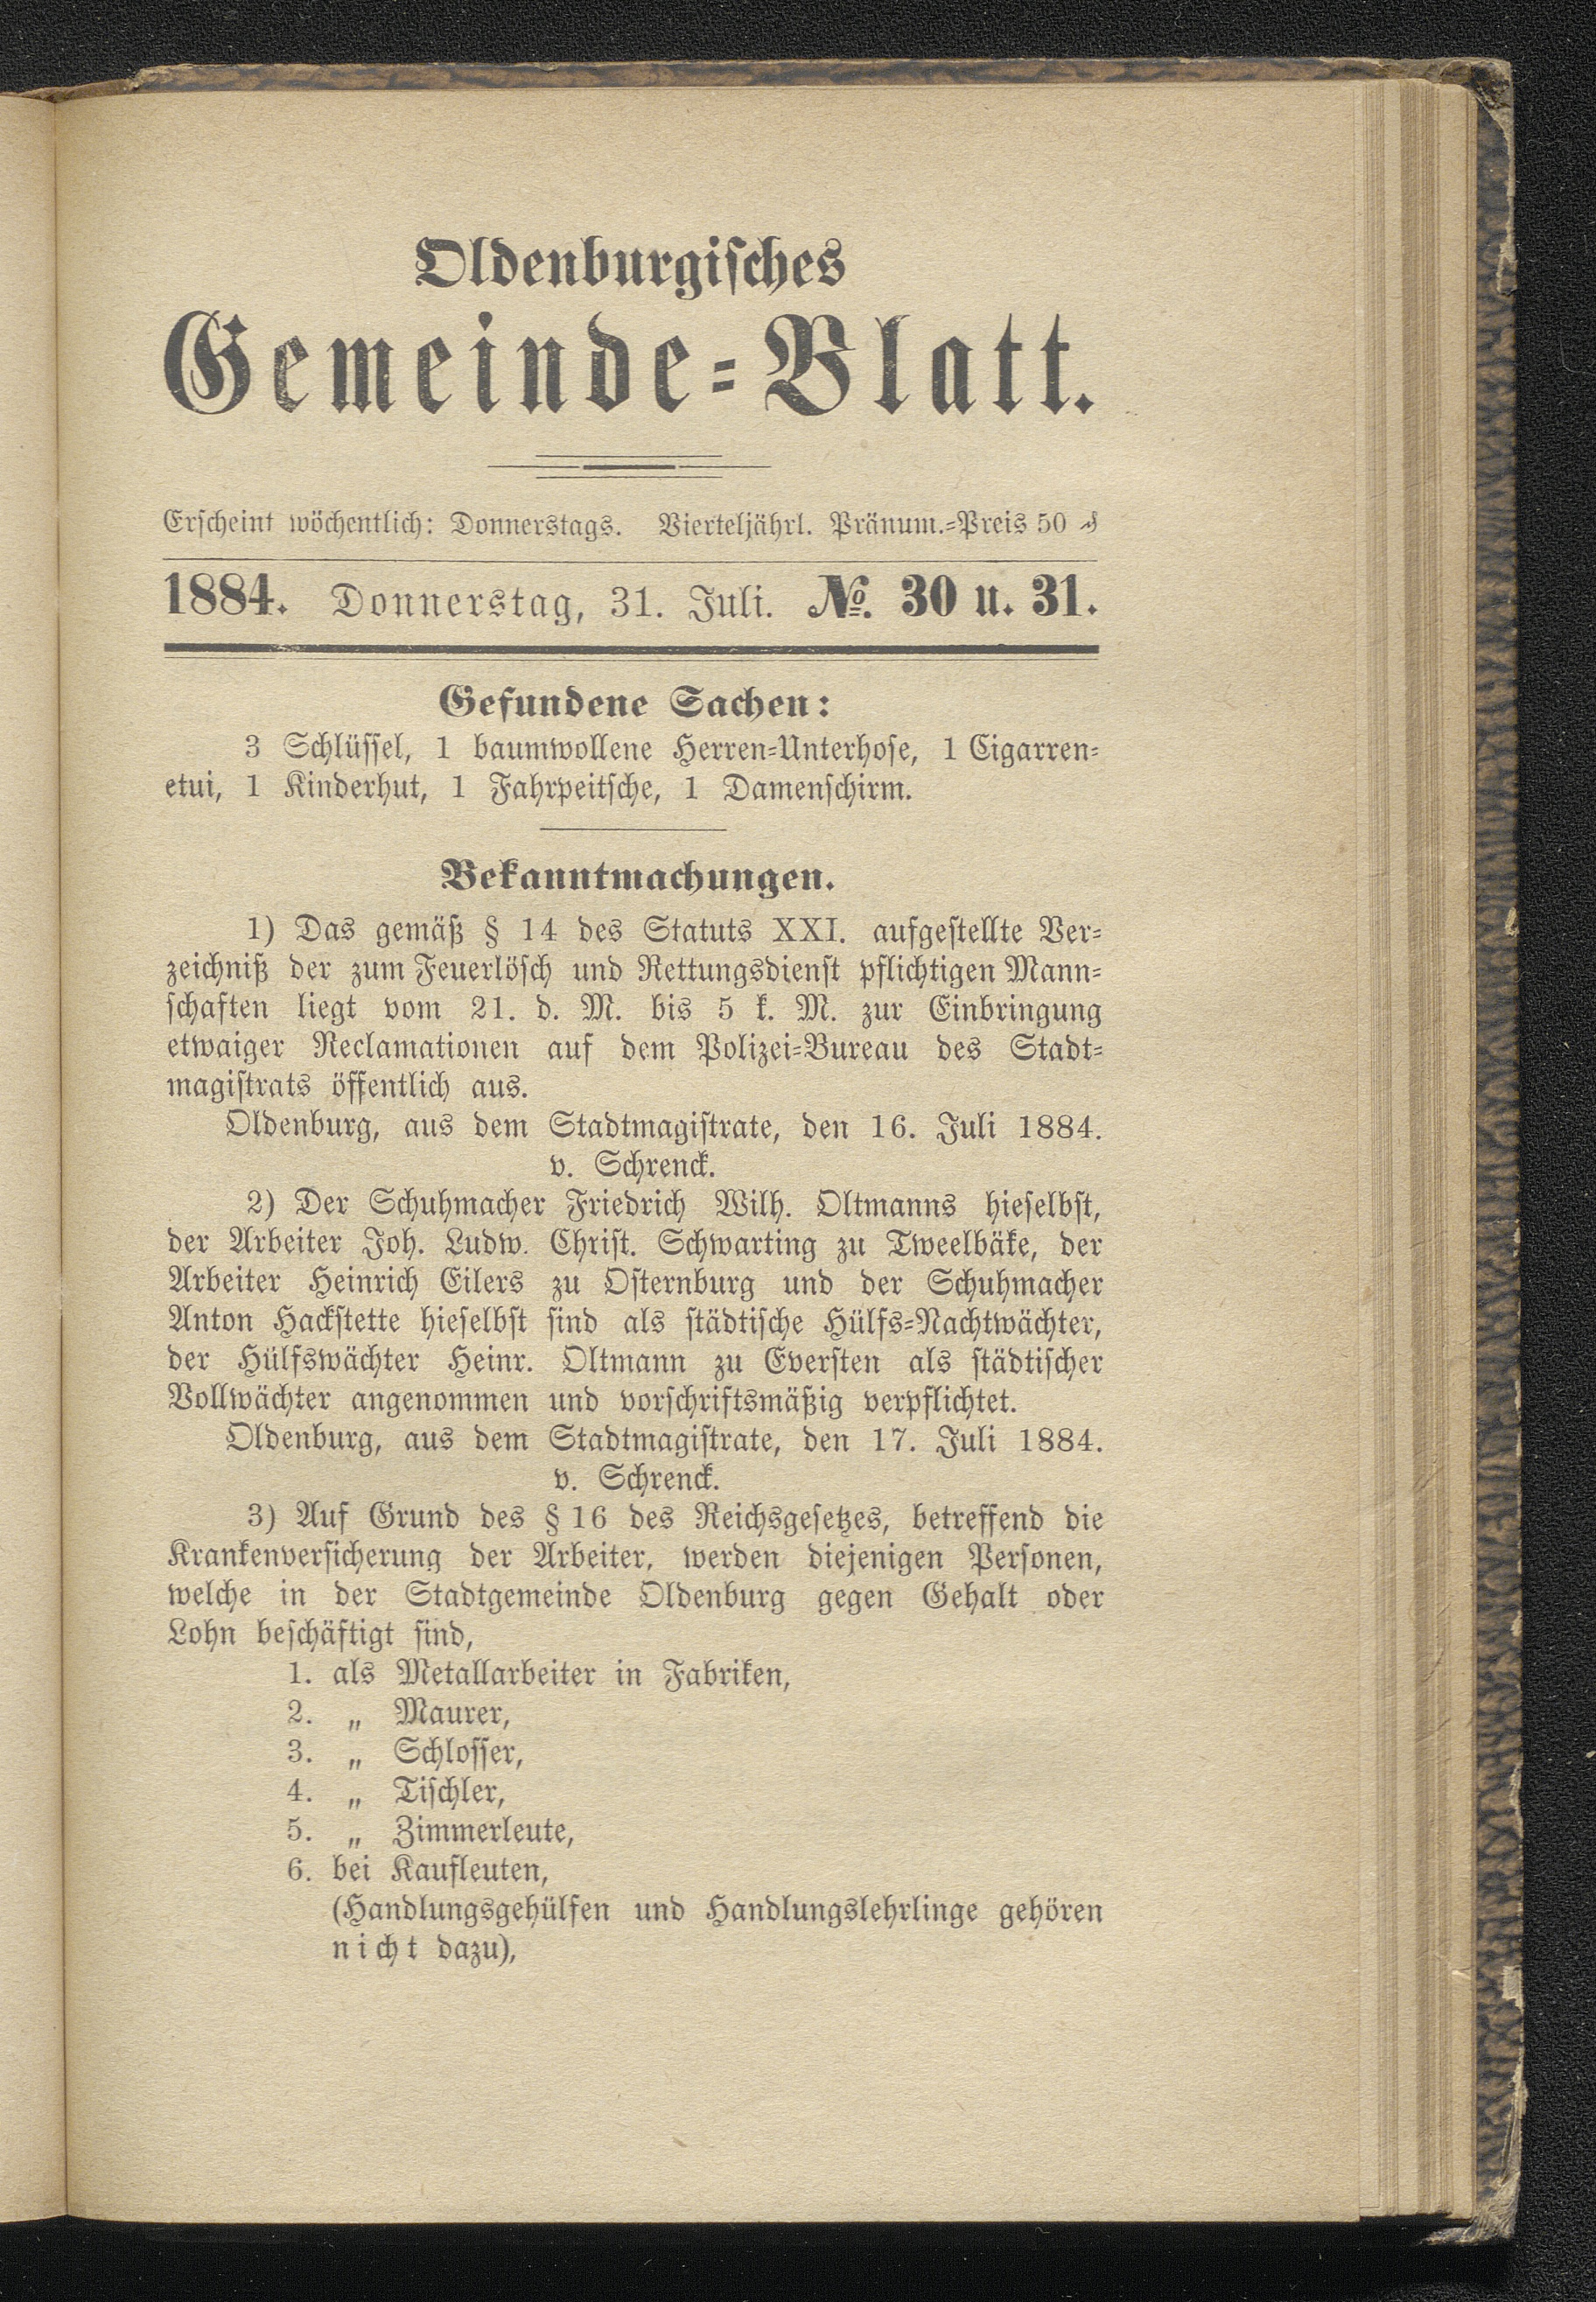 Oldenburgisches
Gemeinde-Blatt.
Erscheint wöchentlich: Donnerstags. Vierteljährl. Pränum.-Preis 50 ₰
1884. Donnerstag, 31. Juli. №. 30 u. 31.
Gefundene Sachen:
3 Schlüssel, 1 baumwollene Herren-Unterhose, 1 Cigarren-
etui, 1 Kinderhut, 1 Fahrpeitsche, 1 Damenschirm.
Bekanntmachungen.
1) Das gemäß § 14 des Statuts XXI. aufgestellte Ver-
zeichniß der zum Feuerlösch und Rettungsdienst pflichtigen Mann-
schaften liegt vom 21. d. M. bis 5 k. M. zur Einbringung
etwaiger Reclamationen auf dem Polizei-Bureau des Stadt-
magistrats öffentlich aus.
Oldenburg, aus dem Stadtmagistrate, den 16. Juli 1884.
v. Schrenck.
2) Der Schuhmacher Friedrich Wilh. Oltmanns hieselbst,
der Arbeiter Joh. Ludw. Christ. Schwarting zu Tweelbäke, der
Arbeiter Heinrich Eilers zu Osternburg und der Schuhmacher
Anton Hackstette hieselbst sind als städtische Hülfs-Nachtwächter,
der Hülfswächter Heinr. Oltmann zu Eversten als städtischer
Vollwächter angenommen und vorschriftsmäßig verpflichtet.
Oldenburg, aus dem Stadtmagistrate, den 17. Juli 1884.
v. Schrenck.
3) Auf Grund des § 16 des Reichsgesetzes, betreffend die
Krankenversicherung der Arbeiter, werden diejenigen Personen,
welche in der Stadtgemeinde Oldenburg gegen Gehalt oder
Lohn beschäftigt sind,
1. als Metallarbeiter in Fabriken,
2. „ Maurer,
3. „ Schlosser,
4. „ Tischler,
5. „ Zimmerleute,
6. bei Kaufleuten,
(Handlungsgehülfen und Handlungslehrlinge gehören
nicht dazu),